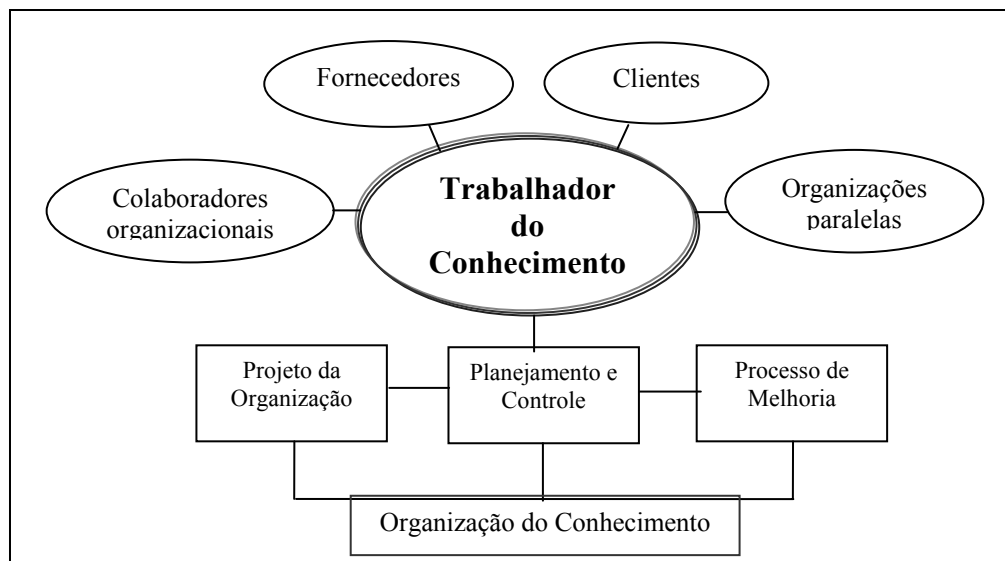 Fornecedores
Clientes
Colaboradores
organizacionais
Trabalhador
do
Conhecimento
Organizações
paralelas
Projeto da
Organização
Planejamento e
Controle
Processo de
Melhoria
Organização do Conhecimento